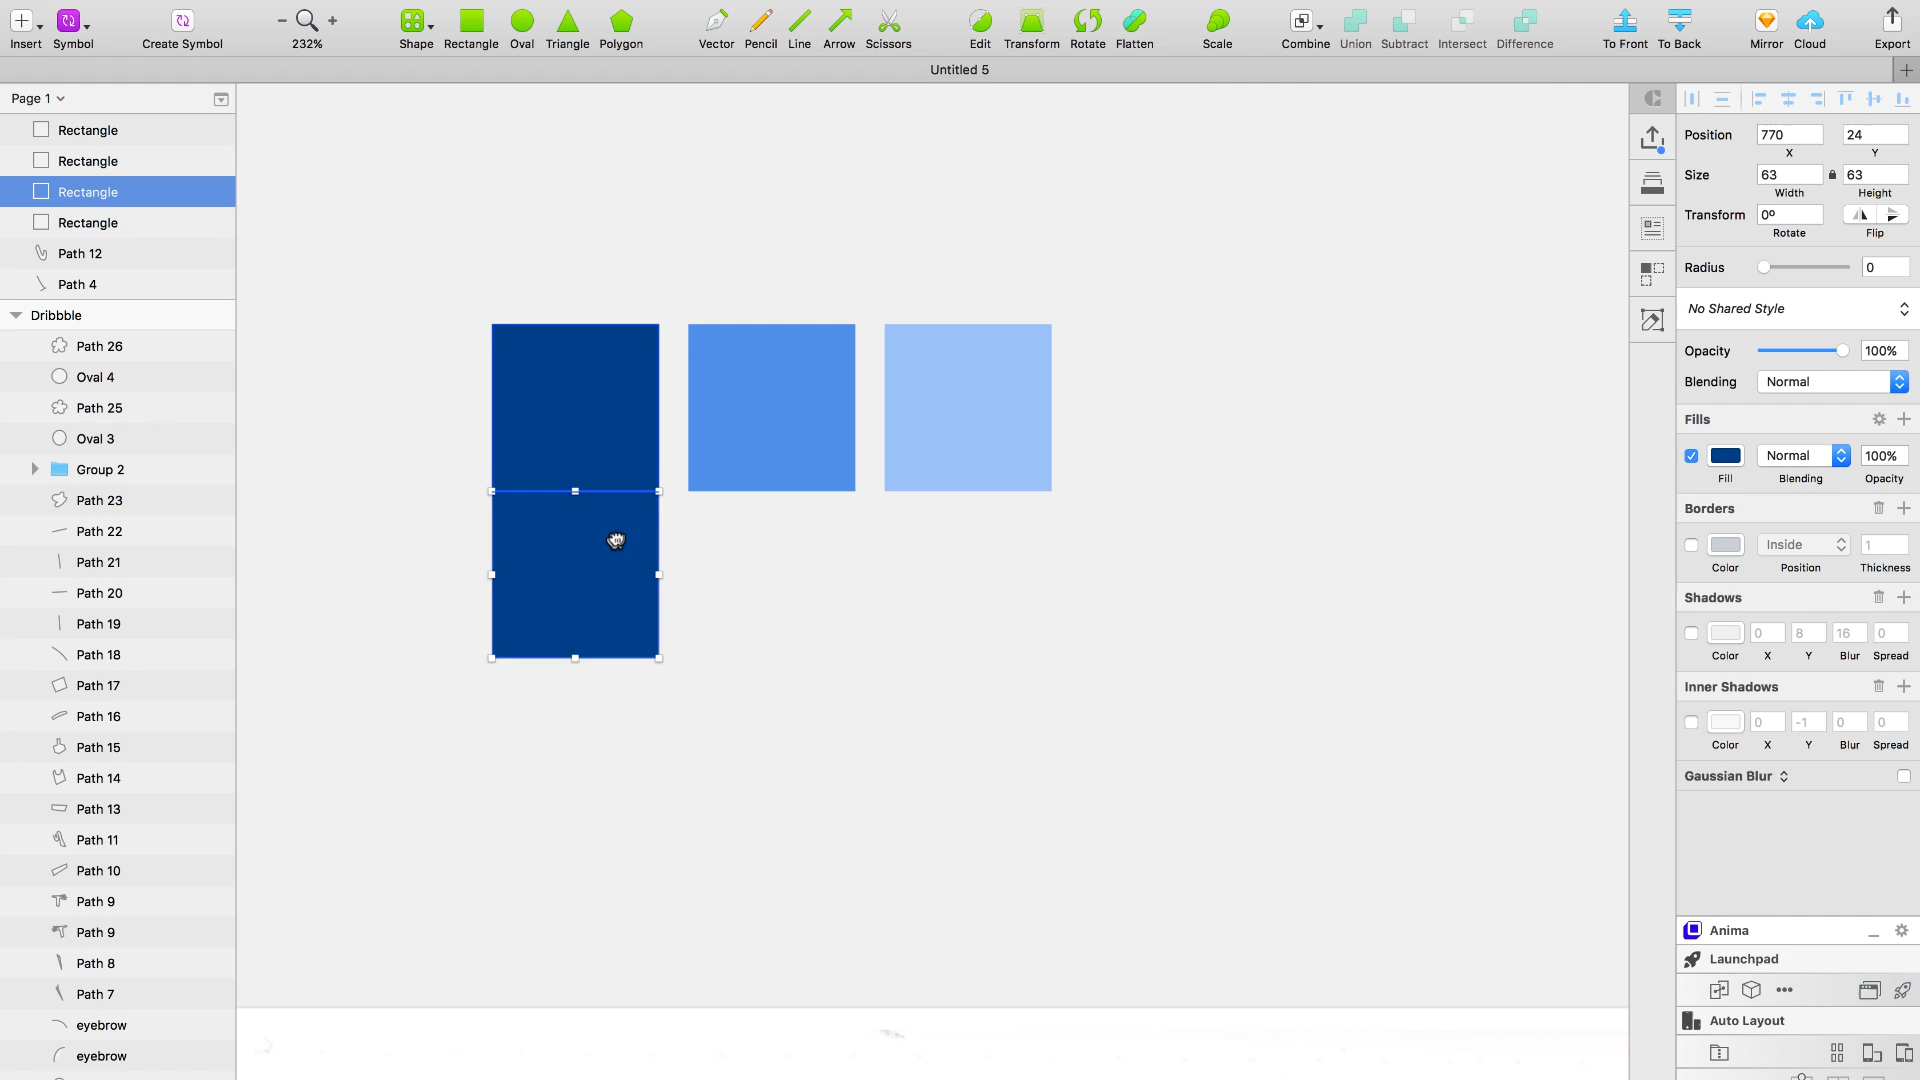 Insert Symbol Create Symbol 232% Shape Rectangle Oval Triangle Polygon Vector Pencil Line Arrow Scissors Edit Transform Rotate Flatten Scale Combine Union Subtract Intersect Difference To Front To Back Mirror Cloud Export
Untitled 5
Page 1
Rectangle
Rectangle
Rectangle
Rectangle
Path 12
Path 4
Dribbble
Path 26
Oval 4
Path 25
Oval 3
Group 2
Path 23
Path 22
Path 21
Path 20
Path 19
Path 18
Path 17
Path 16
Path 15
Path 14
Path 13
Path 11
Path 10
Path 9
Path 9
Path 8
Path 7
eyebrow
eyebrow
Position 770 24
X Y
Size 63 63
Width Height
Transform 0º
Rotate Flip
Radius 0
No Shared Style
Opacity 100%
Blending Normal
Fills
Normal 100%
Fill Blending Opacity
Borders
Inside 1
Color Position Thickness
Shadows
0 8 16 0
Color X Y Blur Spread
Inner Shadows
0 -1 0 0
Color X Y Blur Spread
Gaussian Blur
Anima
Launchpad
Auto Layout